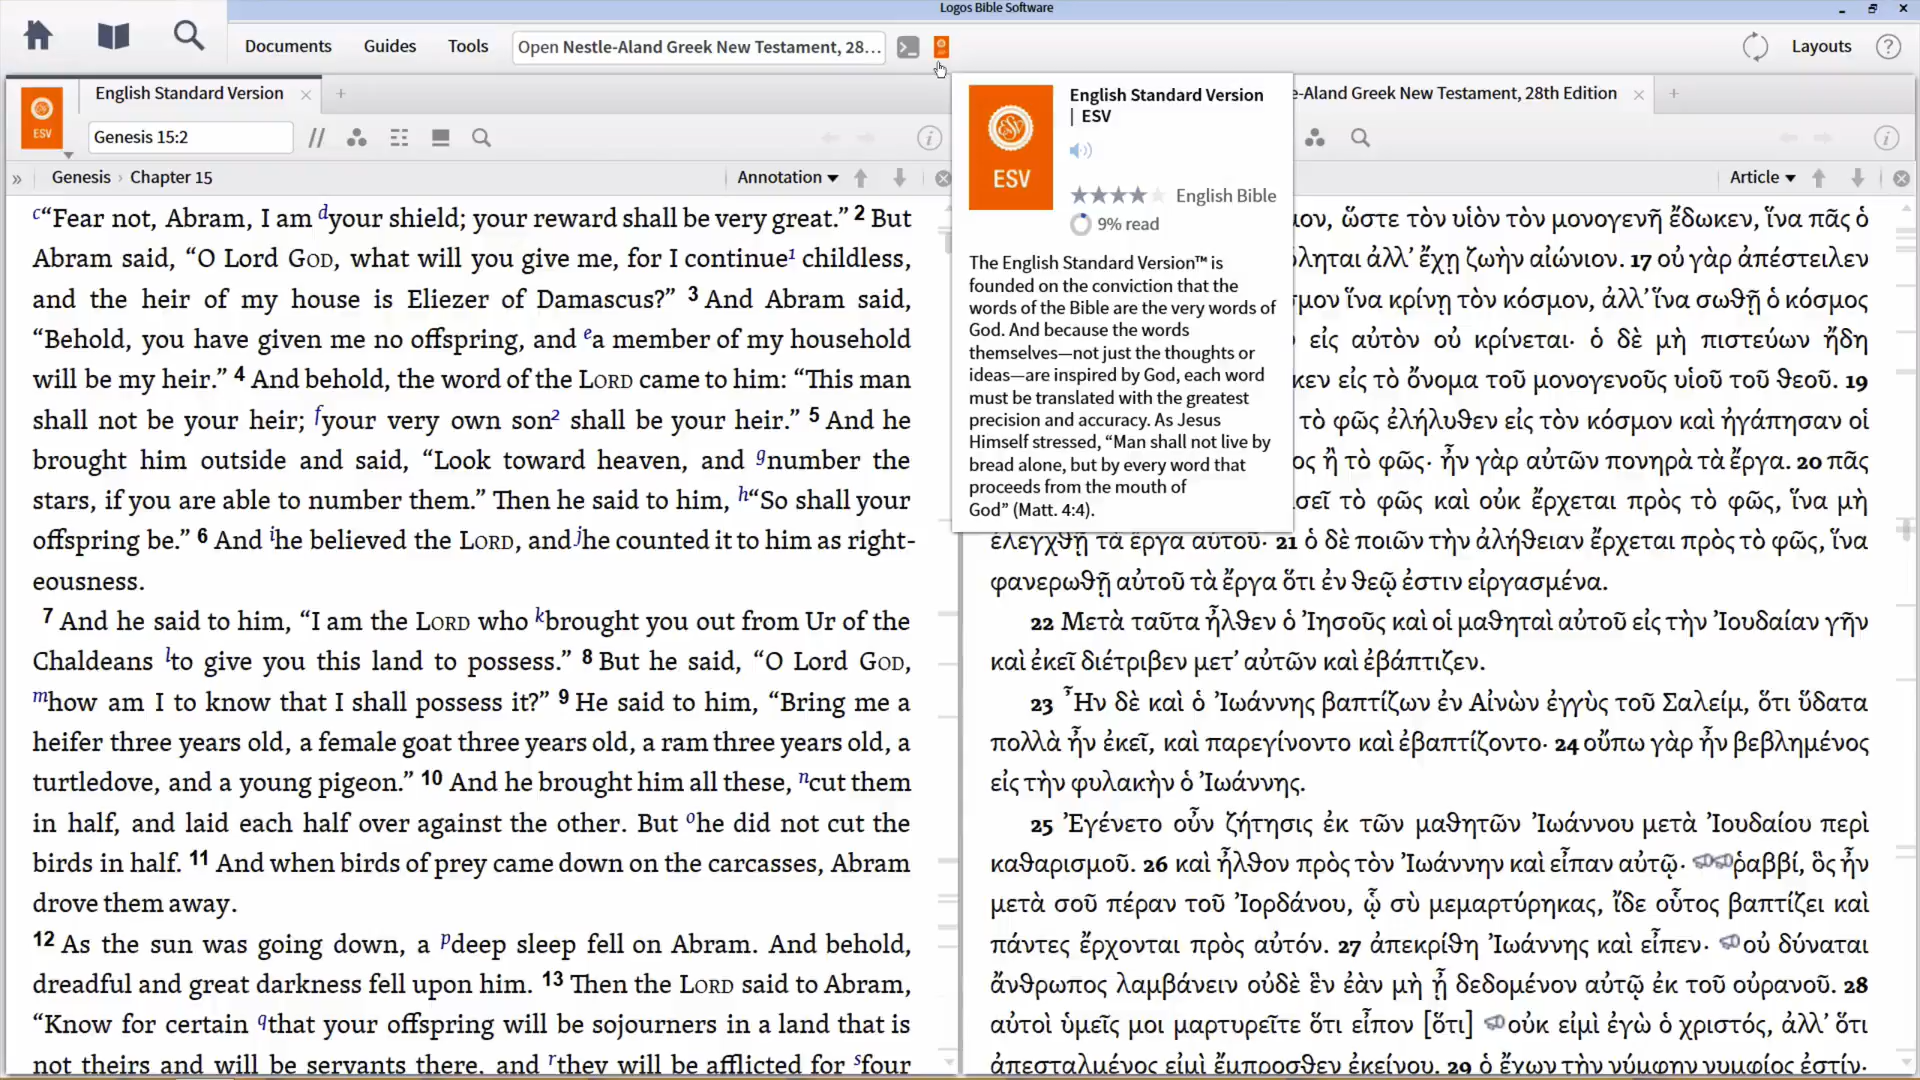 Logos Bible Software
Documents
Guides
Tools
Open Nestle-Aland Greek New Testament, 28...
Layouts
?
English Standard Version
ESV
Genesis 15:2
Genesis › Chapter 15
Annotation
c“Fear not, Abram, I am dyour shield; your reward shall be very great.” 2 But
Abram said, “O Lord GOD, what will you give me, for I continue1 childless,
and the heir of my house is Eliezer of Damascus?” 3 And Abram said,
“Behold, you have given me no offspring, and ea member of my household
will be my heir.” 4 And behold, the word of the LORD came to him: “This man
shall not be your heir; fyour very own son2 shall be your heir.” 5 And he
brought him outside and said, “Look toward heaven, and gnumber the
stars, if you are able to number them.” Then he said to him, h“So shall your
offspring be.” 6 And ihe believed the LORD, and jhe counted it to him as right-
eousness.
7 And he said to him, “I am the LORD who kbrought you out from Ur of the
Chaldeans lto give you this land to possess.” 8 But he said, “O Lord GOD,
mhow am I to know that I shall possess it?” 9 He said to him, “Bring me a
heifer three years old, a female goat three years old, a ram three years old, a
turtledove, and a young pigeon.” 10 And he brought him all these, ncut them
in half, and laid each half over against the other. But ohe did not cut the
birds in half. 11 And when birds of prey came down on the carcasses, Abram
drove them away.
12 As the sun was going down, a pdeep sleep fell on Abram. And behold,
dreadful and great darkness fell upon him. 13 Then the LORD said to Abram,
“Know for certain qthat your offspring will be sojourners in a land that is
not theirs and will be servants there, and rthey will be afflicted for sfour
English Standard Version
| ESV
ESV
English Bible
9% read
The English Standard Version™ is
founded on the conviction that the
words of the Bible are the very words of
God. And because the words
themselves—not just the thoughts or
ideas—are inspired by God, each word
must be translated with the greatest
precision and accuracy. As Jesus
Himself stressed, “Man shall not live by
bread alone, but by every word that
proceeds from the mouth of
God” (Matt. 4:4).
e-Aland Greek New Testament, 28th Edition
Article
ὥστε τὸν υἱὸν τὸν μονογενῆ ἔδωκεν, ἵνα πᾶς ὁ
ἀλλʼ ἔχῃ ζωὴν αἰώνιον. 17 οὐ γὰρ ἀπέστειλεν
ἵνα κρίνῃ τὸν κόσμον, ἀλλʼ ἵνα σωθῇ ὁ κόσμος
εἰς αὐτὸν οὐ κρίνεται· ὁ δὲ μὴ πιστεύων ἤδη
εἰς τὸ ὄνομα τοῦ μονογενοῦς υἱοῦ τοῦ θεοῦ. 19
τὸ φῶς ἐλήλυθεν εἰς τὸν κόσμον καὶ ἠγάπησαν οἱ
ἢ τὸ φῶς· ἦν γὰρ αὐτῶν πονηρὰ τὰ ἔργα. 20 πᾶς
τὸ φῶς καὶ οὐκ ἔρχεται πρὸς τὸ φῶς, ἵνα μὴ
ἐλεγχθῇ τὰ ἔργα αὐτοῦ· 21 ὁ δὲ ποιῶν τὴν ἀλήθειαν ἔρχεται πρὸς τὸ φῶς, ἵνα
φανερωθῇ αὐτοῦ τὰ ἔργα ὅτι ἐν θεῷ ἐστιν εἰργασμένα.
22 Μετὰ ταῦτα ἦλθεν ὁ Ἰησοῦς καὶ οἱ μαθηταὶ αὐτοῦ εἰς τὴν Ἰουδαίαν γῆν
καὶ ἐκεῖ διέτριβεν μετʼ αὐτῶν καὶ ἐβάπτιζεν.
23 Ἦν δὲ καὶ ὁ Ἰωάννης βαπτίζων ἐν Αἰνὼν ἐγγὺς τοῦ Σαλείμ, ὅτι ὕδατα
πολλὰ ἦν ἐκεῖ, καὶ παρεγίνοντο καὶ ἐβαπτίζοντο· 24 οὔπω γὰρ ἦν βεβλημένος
εἰς τὴν φυλακὴν ὁ Ἰωάννης.
25 Ἐγένετο οὖν ζήτησις ἐκ τῶν μαθητῶν Ἰωάννου μετὰ Ἰουδαίου περὶ
καθαρισμοῦ. 26 καὶ ἦλθον πρὸς τὸν Ἰωάννην καὶ εἶπαν αὐτῷ· ῥαββί, ὃς ἦν
μετὰ σοῦ πέραν τοῦ Ἰορδάνου, ᾧ σὺ μεμαρτύρηκας, ἴδε οὗτος βαπτίζει καὶ
πάντες ἔρχονται πρὸς αὐτόν. 27 ἀπεκρίθη Ἰωάννης καὶ εἶπεν· οὐ δύναται
ἄνθρωπος λαμβάνειν οὐδὲ ἓν ἐὰν μὴ ᾖ δεδομένον αὐτῷ ἐκ τοῦ οὐρανοῦ. 28
αὐτοὶ ὑμεῖς μοι μαρτυρεῖτε ὅτι εἶπον [ὅτι] οὐκ εἰμὶ ἐγὼ ὁ χριστός, ἀλλʼ ὅτι
ἀπεσταλμένος εἰμὶ ἔμπροσθεν ἐκείνου. 29 ὁ ἔχων τὴν νύμφην νυμφίος ἐστίν·